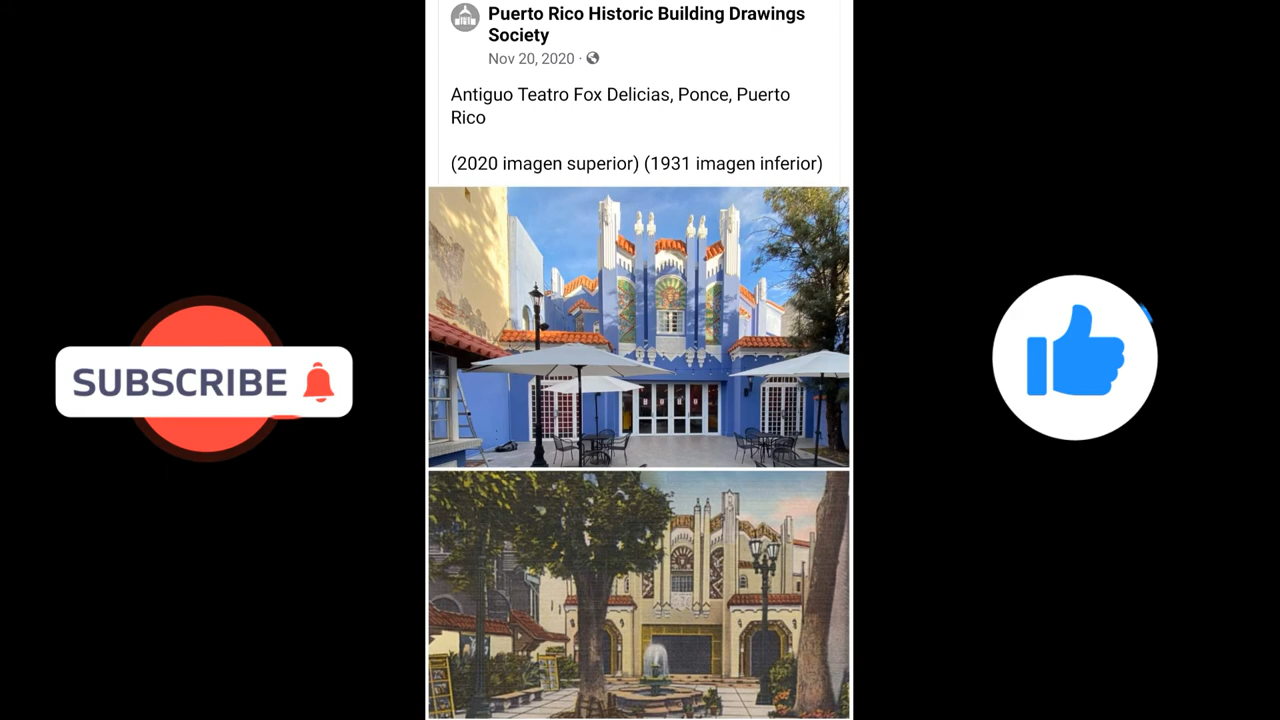 Puerto Rico Historic Building Drawings
Society
Nov 20, 2020 ·
Antiguo Teatro Fox Delicias, Ponce, Puerto
Rico
(2020 imagen superior) (1931 imagen inferior)
SUBSCRIBE